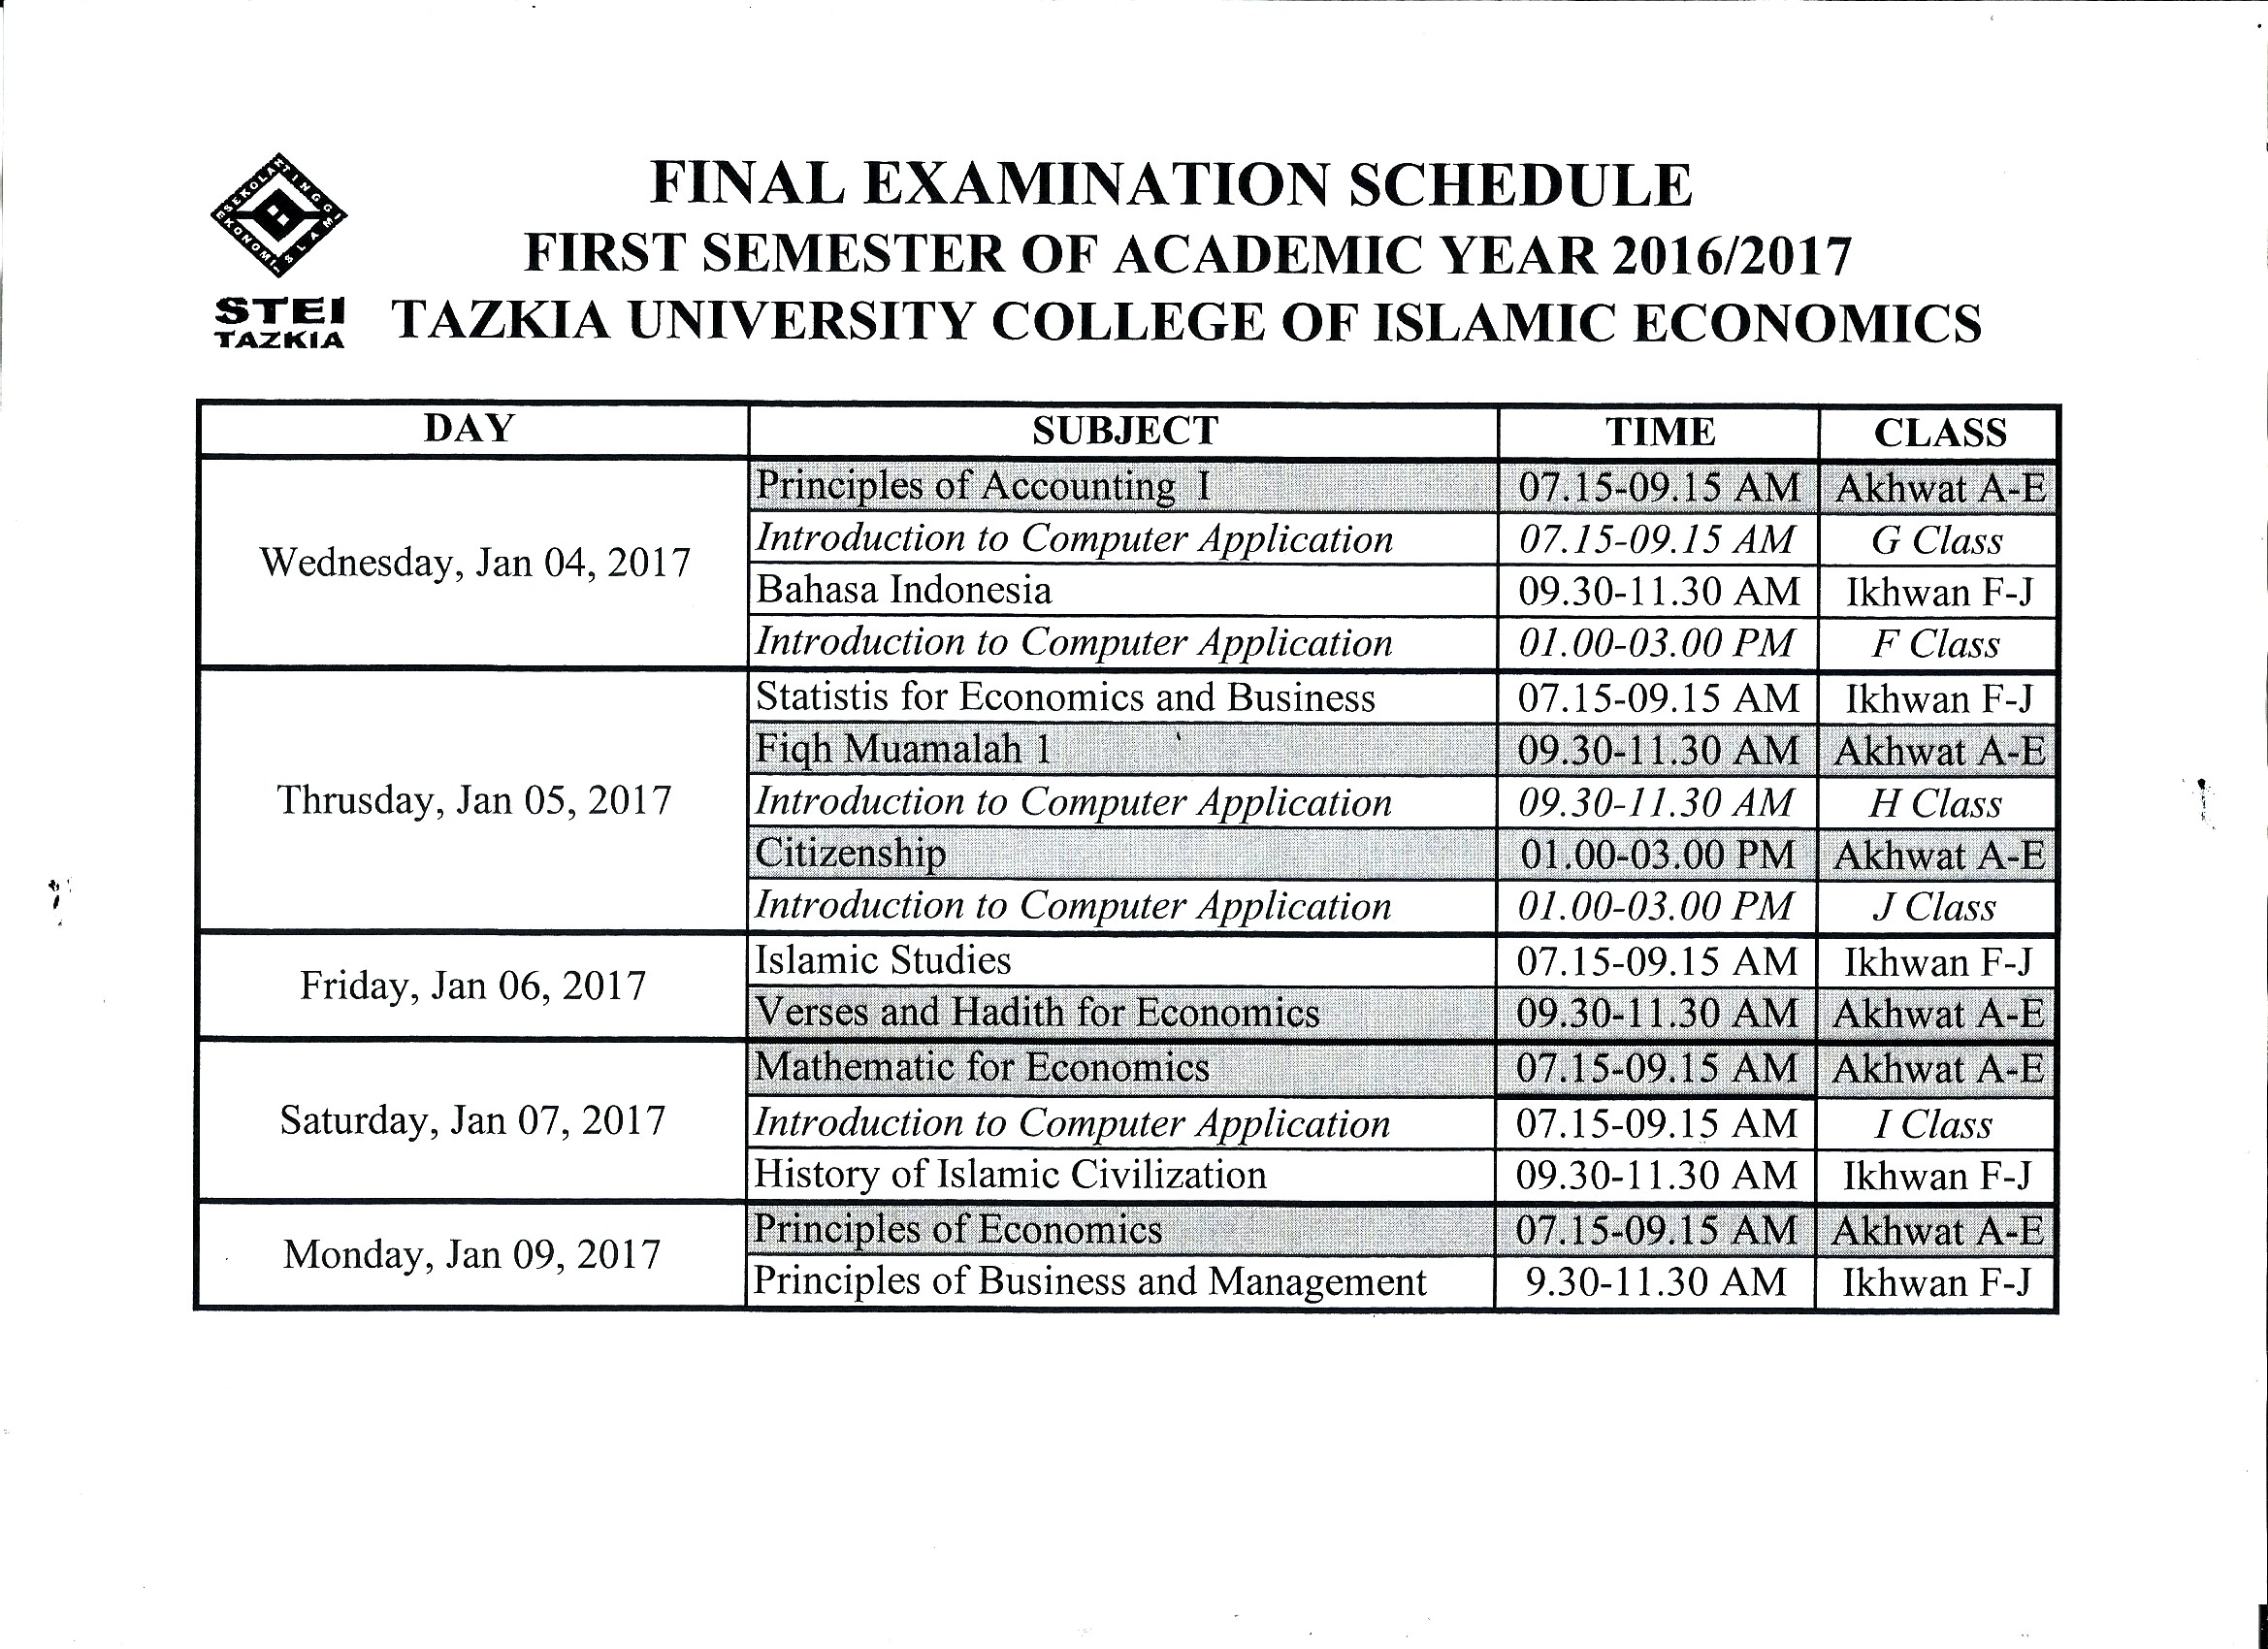 SEKOLAH TINGGI
EKONOMI ISLAM
STEI
TAZKIA
FINAL EXAMINATION SCHEDULE
FIRST SEMESTER OF ACADEMIC YEAR 2016/2017
TAZKIA UNIVERSITY COLLEGE OF ISLAMIC ECONOMICS
DAY SUBJECT TIME CLASS
Wednesday, Jan 04, 2017
Principles of Accounting I 07.15-09.15 AM Akhwat A-E
Introduction to Computer Application 07.15-09.15 AM G Class
Bahasa Indonesia 09.30-11.30 AM Ikhwan F-J
Introduction to Computer Application 01.00-03.00 PM F Class
Thrusday, Jan 05, 2017
Statistis for Economics and Business 07.15-09.15 AM Ikhwan F-J
Fiqh Muamalah 1 09.30-11.30 AM Akhwat A-E
Introduction to Computer Application 09.30-11.30 AM H Class
Citizenship 01.00-03.00 PM Akhwat A-E
Introduction to Computer Application 01.00-03.00 PM J Class
Friday, Jan 06, 2017
Islamic Studies 07.15-09.15 AM Ikhwan F-J
Verses and Hadith for Economics 09.30-11.30 AM Akhwat A-E
Saturday, Jan 07, 2017
Mathematic for Economics 07.15-09.15 AM Akhwat A-E
Introduction to Computer Application 07.15-09.15 AM I Class
History of Islamic Civilization 09.30-11.30 AM Ikhwan F-J
Monday, Jan 09, 2017
Principles of Economics 07.15-09.15 AM Akhwat A-E
Principles of Business and Management 9.30-11.30 AM Ikhwan F-J